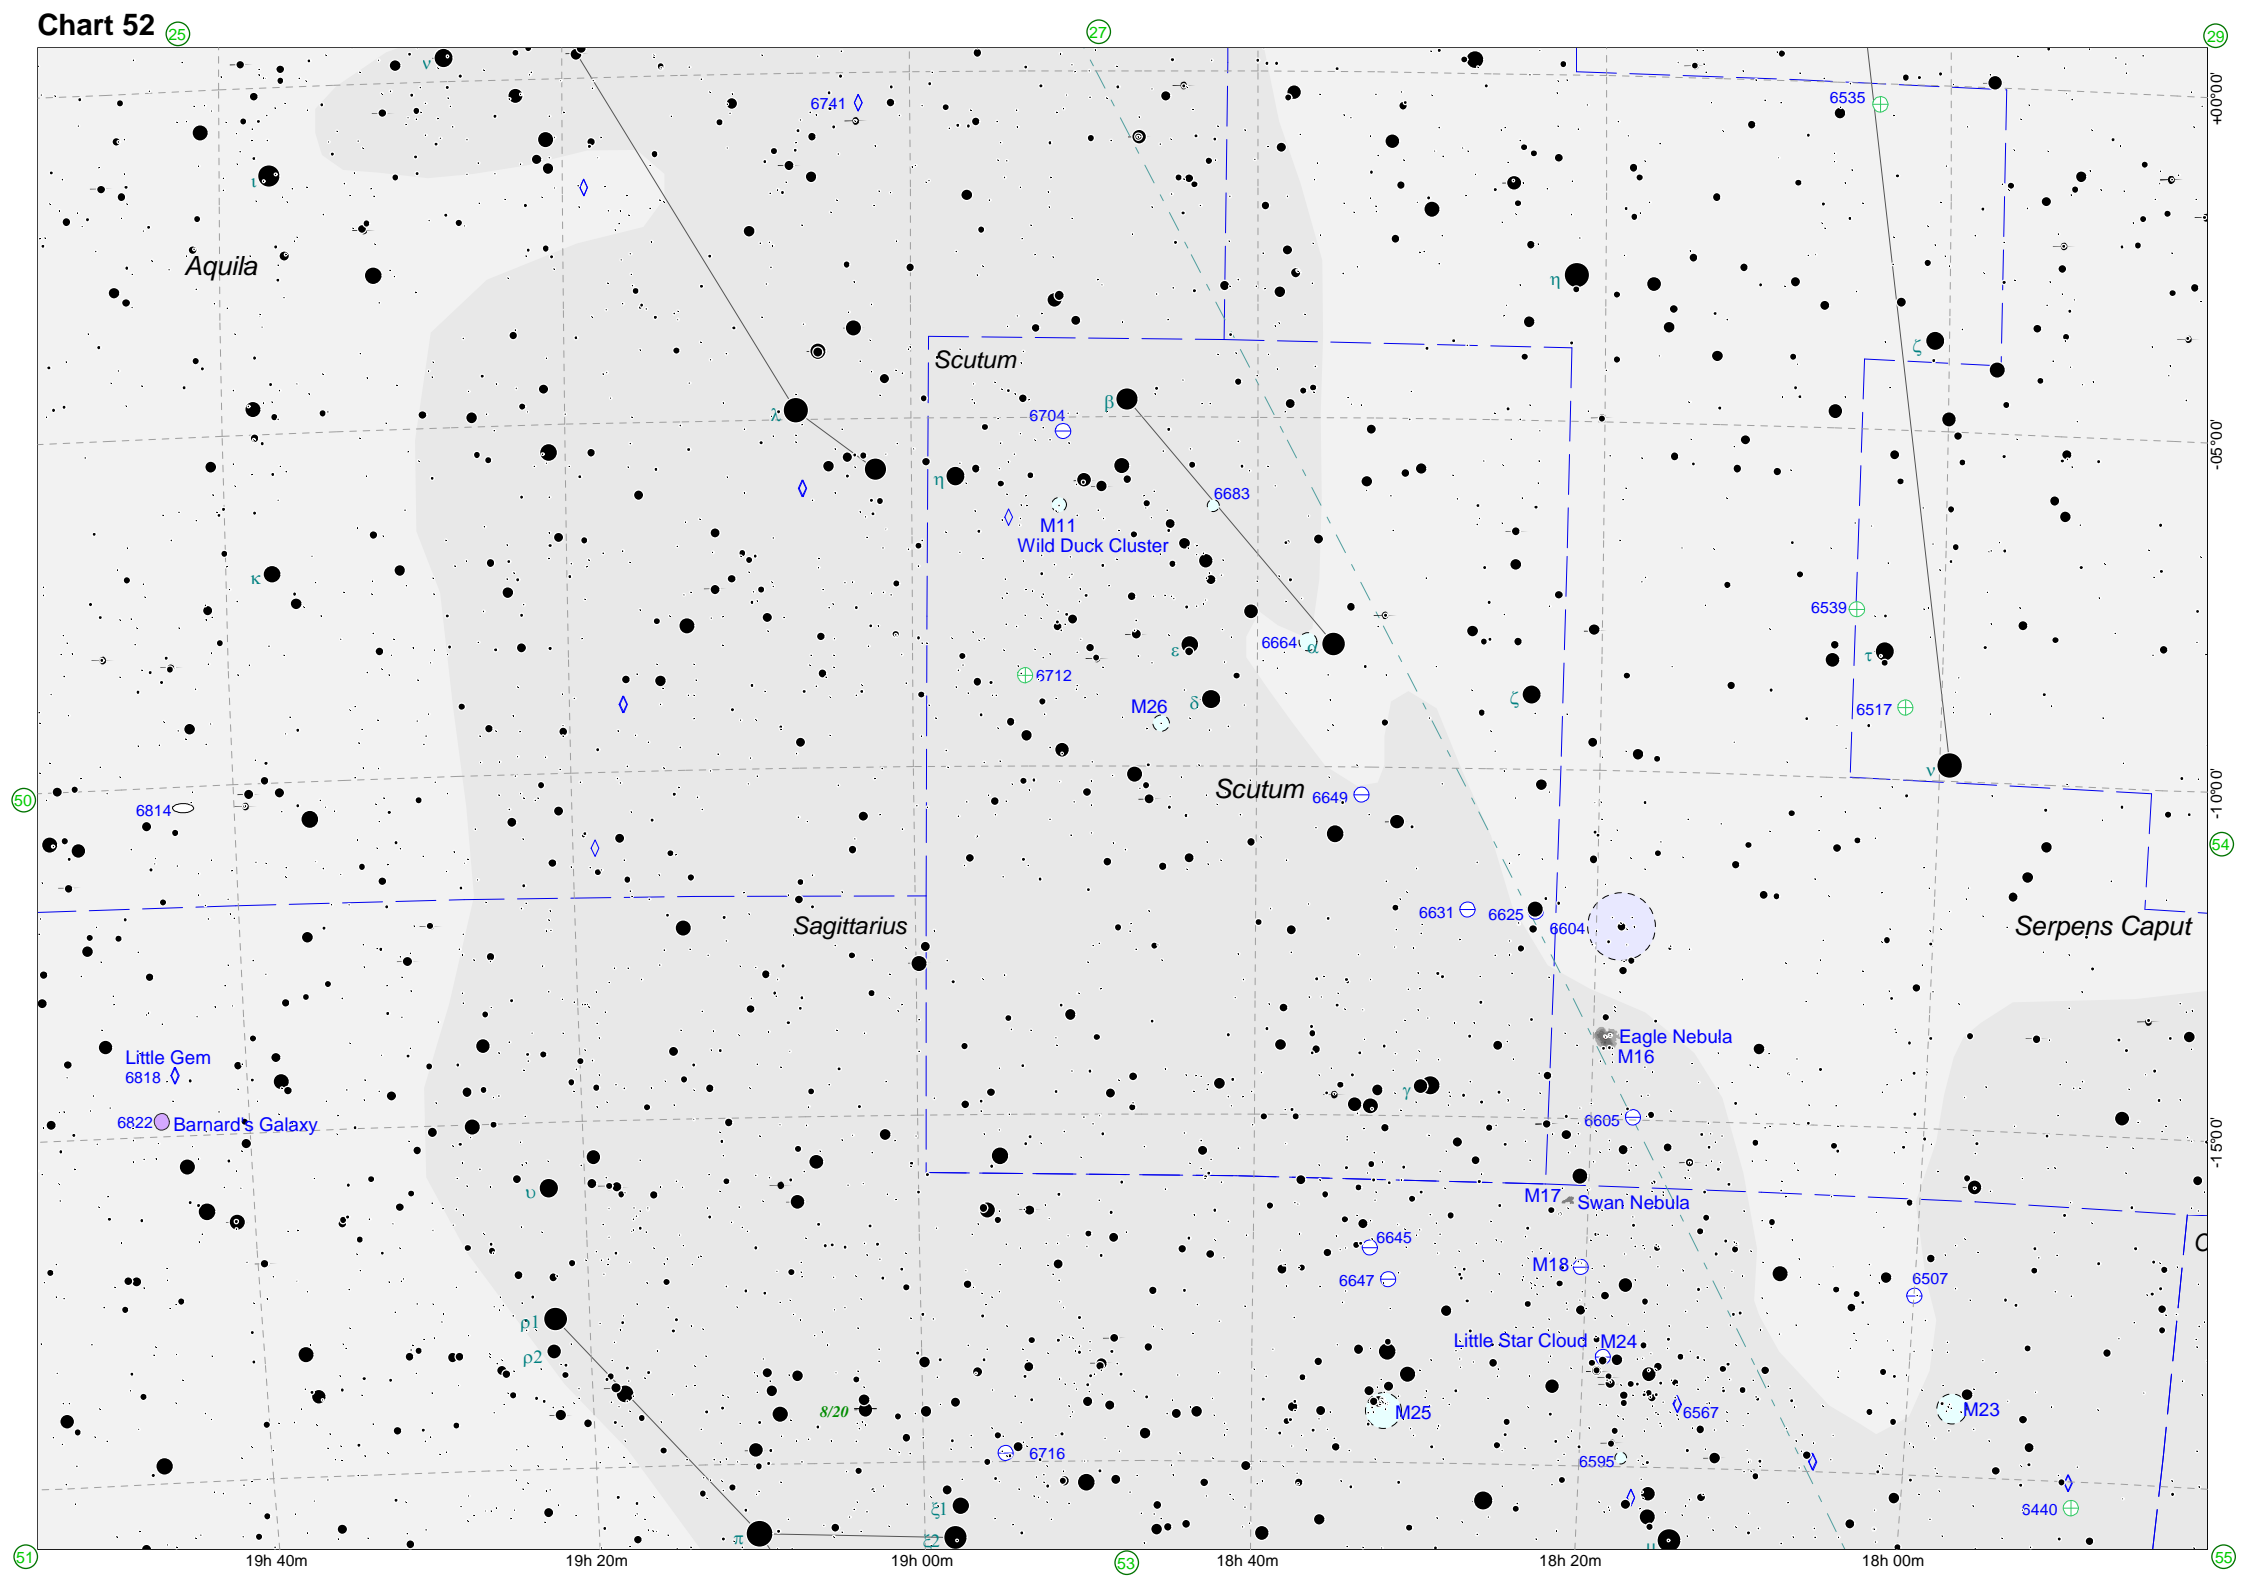 Chart 52
25
27
29
ν
6741
6535
+00°00'
ι
Aquila
η
ζ
Scutum
λ
β
6704
-05°00'
η
6683
M11
Wild Duck Cluster
κ
6539
6664
α
ε
τ
6712
δ
ζ
M26
6517
ν
Scutum
6649
50
6814
-10°00'
54
6631
6625
6604
Sagittarius
Serpens Caput
Eagle Nebula
M16
Little Gem
6818
γ
6822
Barnard's Galaxy
6605
-15°00'
υ
M17
Swan Nebula
6645
C
M18
6647
6507
ρ1
Little Star Cloud
M24
ρ2
8/20
M25
6567
M23
6716
6595
ξ1
6440
π
ξ2
μ
51
19h 40m
19h 20m
19h 00m
53
18h 40m
18h 20m
18h 00m
55